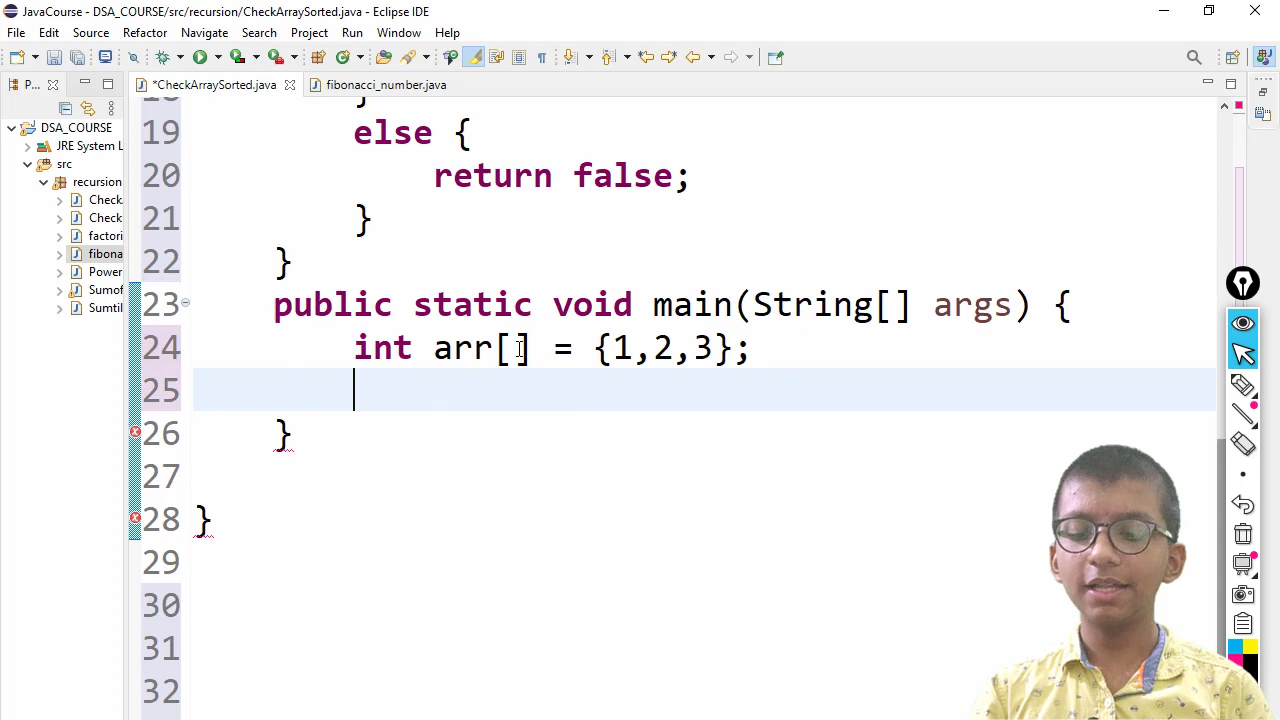 JavaCourse - DSA_COURSE/src/recursion/CheckArraySorted.java - Eclipse IDE
File Edit Source Refactor Navigate Search Project Run Window Help
P...
*CheckArraySorted.java
fibonacci_number.java
DSA_COURSE
JRE System L
src
recursion
Check
Check
factori
fibona
Power
Sumof
Sumtil
}
19 else {
20 return false;
21 }
22 }
23 public static void main(String[] args) {
24 int arr[] = {1,2,3};
25
26 }
27
28 }
29
30
31
32